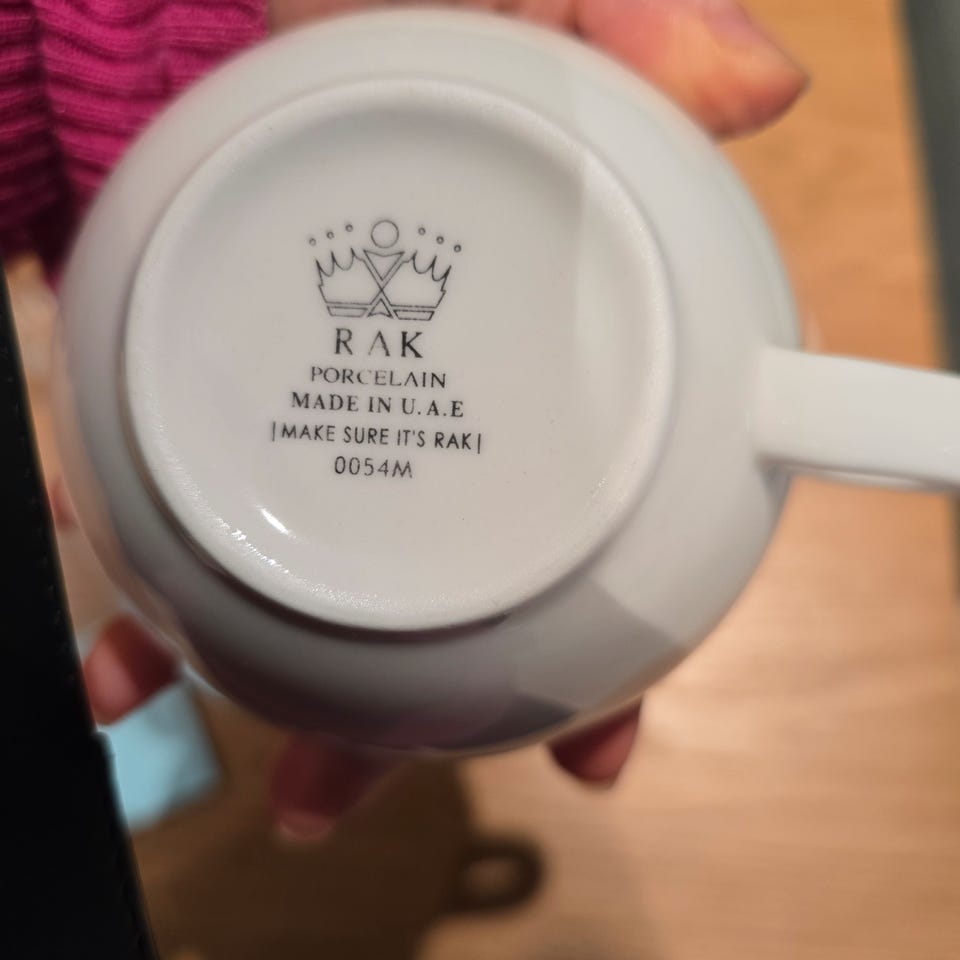 RAK
PORCELAIN
MADE IN U.A.E
|MAKE SURE IT'S RAK|
0054M